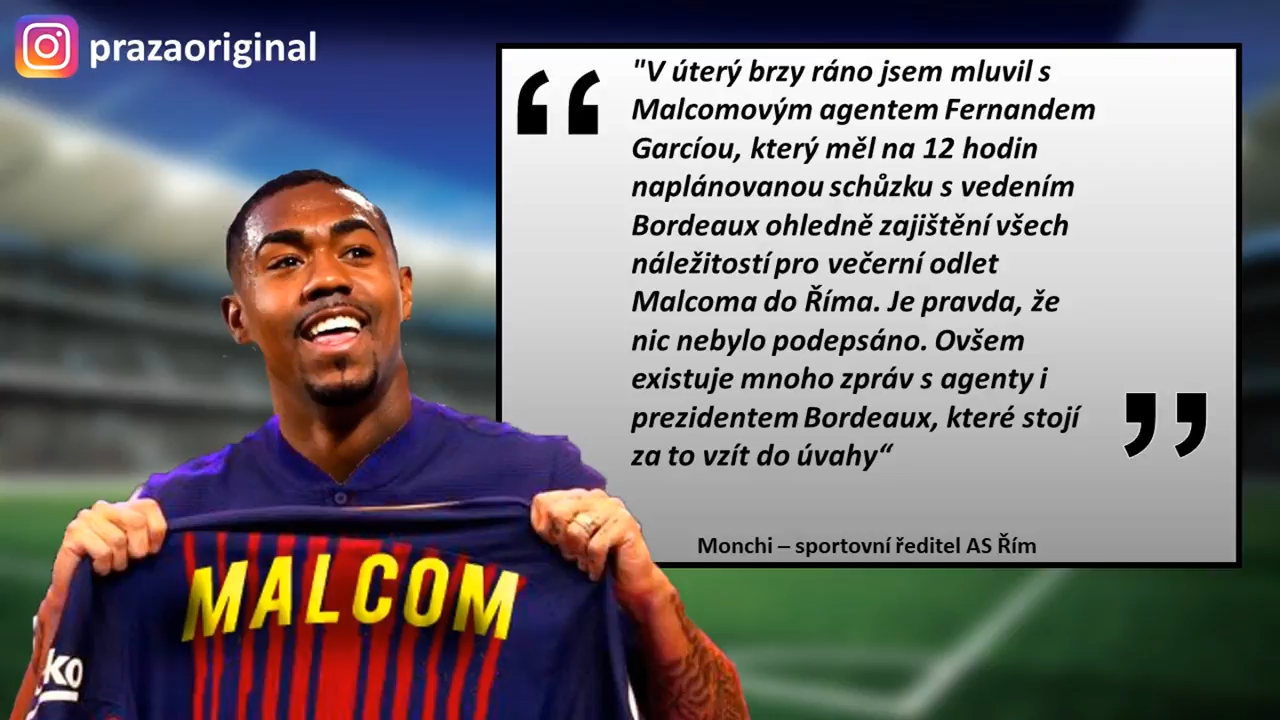 prazaoriginal
"V úterý brzy ráno jsem mluvil s
Malcomovým agentem Fernandem
Garcíou, který měl na 12 hodin
naplánovanou schůzku s vedením
Bordeaux ohledně zajištění všech
náležitostí pro večerní odlet
Malcoma do Říma. Je pravda, že
nic nebylo podepsáno. Ovšem
existuje mnoho zpráv s agenty i
prezidentem Bordeaux, které stojí
za to vzít do úvahy“
Monchi – sportovní ředitel AS Řím
MALCOM
ko